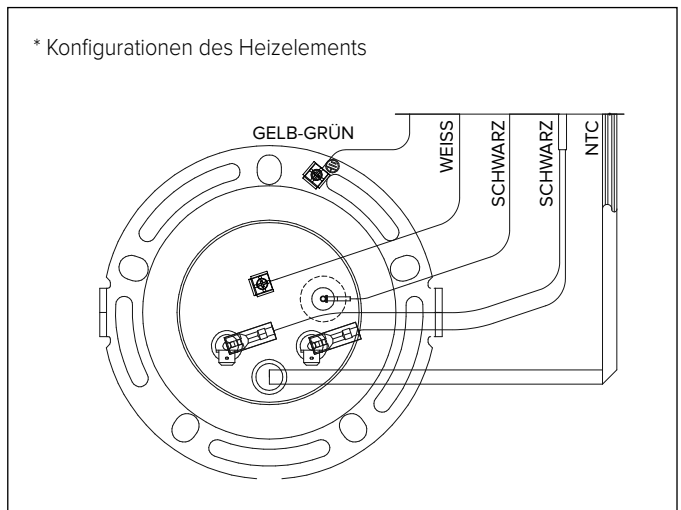 * Konfigurationen des Heizelements
GELB-GRÜN
WEISS
SCHWARZ
SCHWARZ
NTC